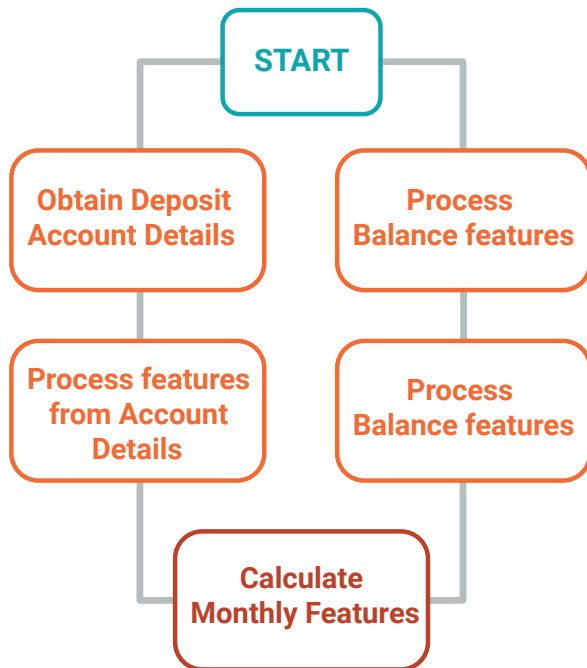 START
Obtain Deposit
Account Details
Process
Balance features
Process features
from Account
Details
Process
Balance features
Calculate
Monthly Features